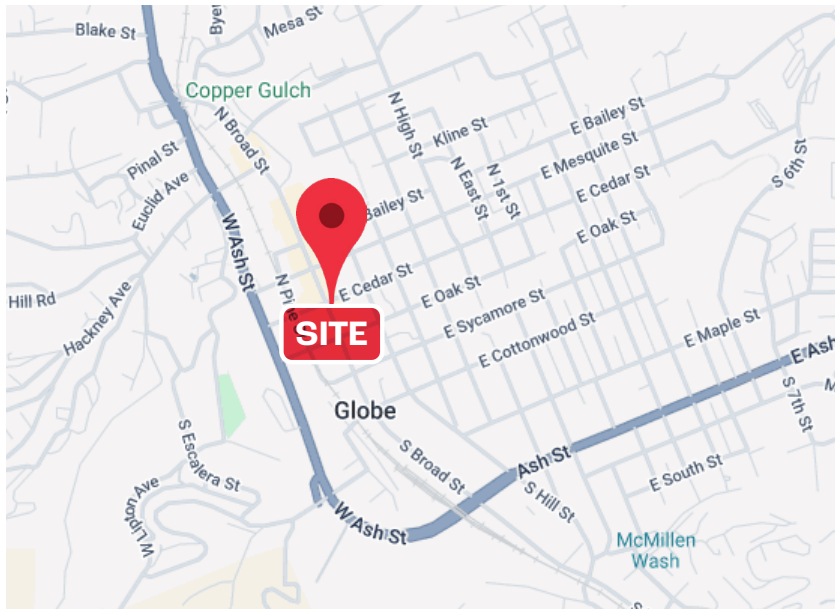 Blake St
Mesa St
Copper Gulch
N Broad St
N High St
Kline St
E Bailey St
E Mesquite St
Pinal St
N East St
N 1st St
S 6th St
E Cedar St
Euclid Ave
Bailey St
E Oak St
W Ash St
Hill Rd
N
E Cedar St
E Oak St
SITE
E Sycamore St
Hackney Ave
E Cottonwood St
E Maple St
E Ash
Globe
S 7th St
S Escalera St
S Broad St
Ash St
E South St
W Lipton Ave
S Hill St
W Ash St
McMillen
Wash